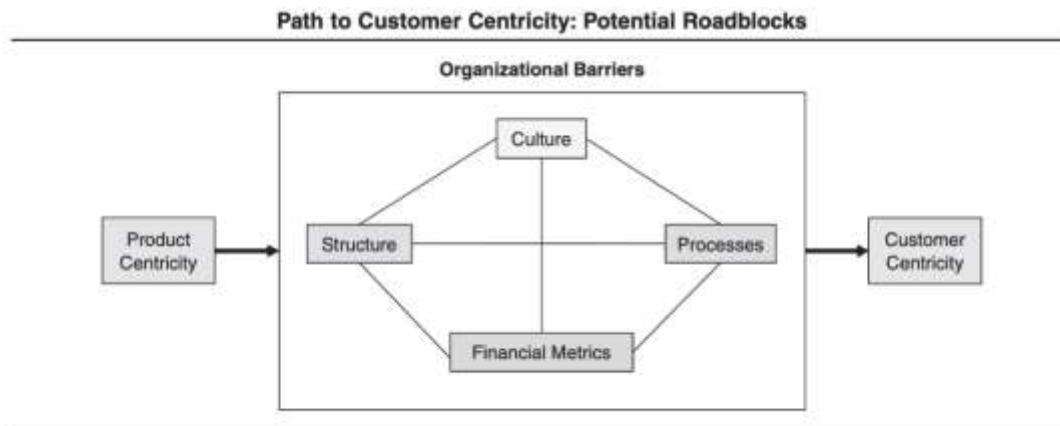 Path to Customer Centricity: Potential Roadblocks
Organizational Barriers
Culture
Product
Centricity
Structure
Processes
Customer
Centricity
Financial Metrics